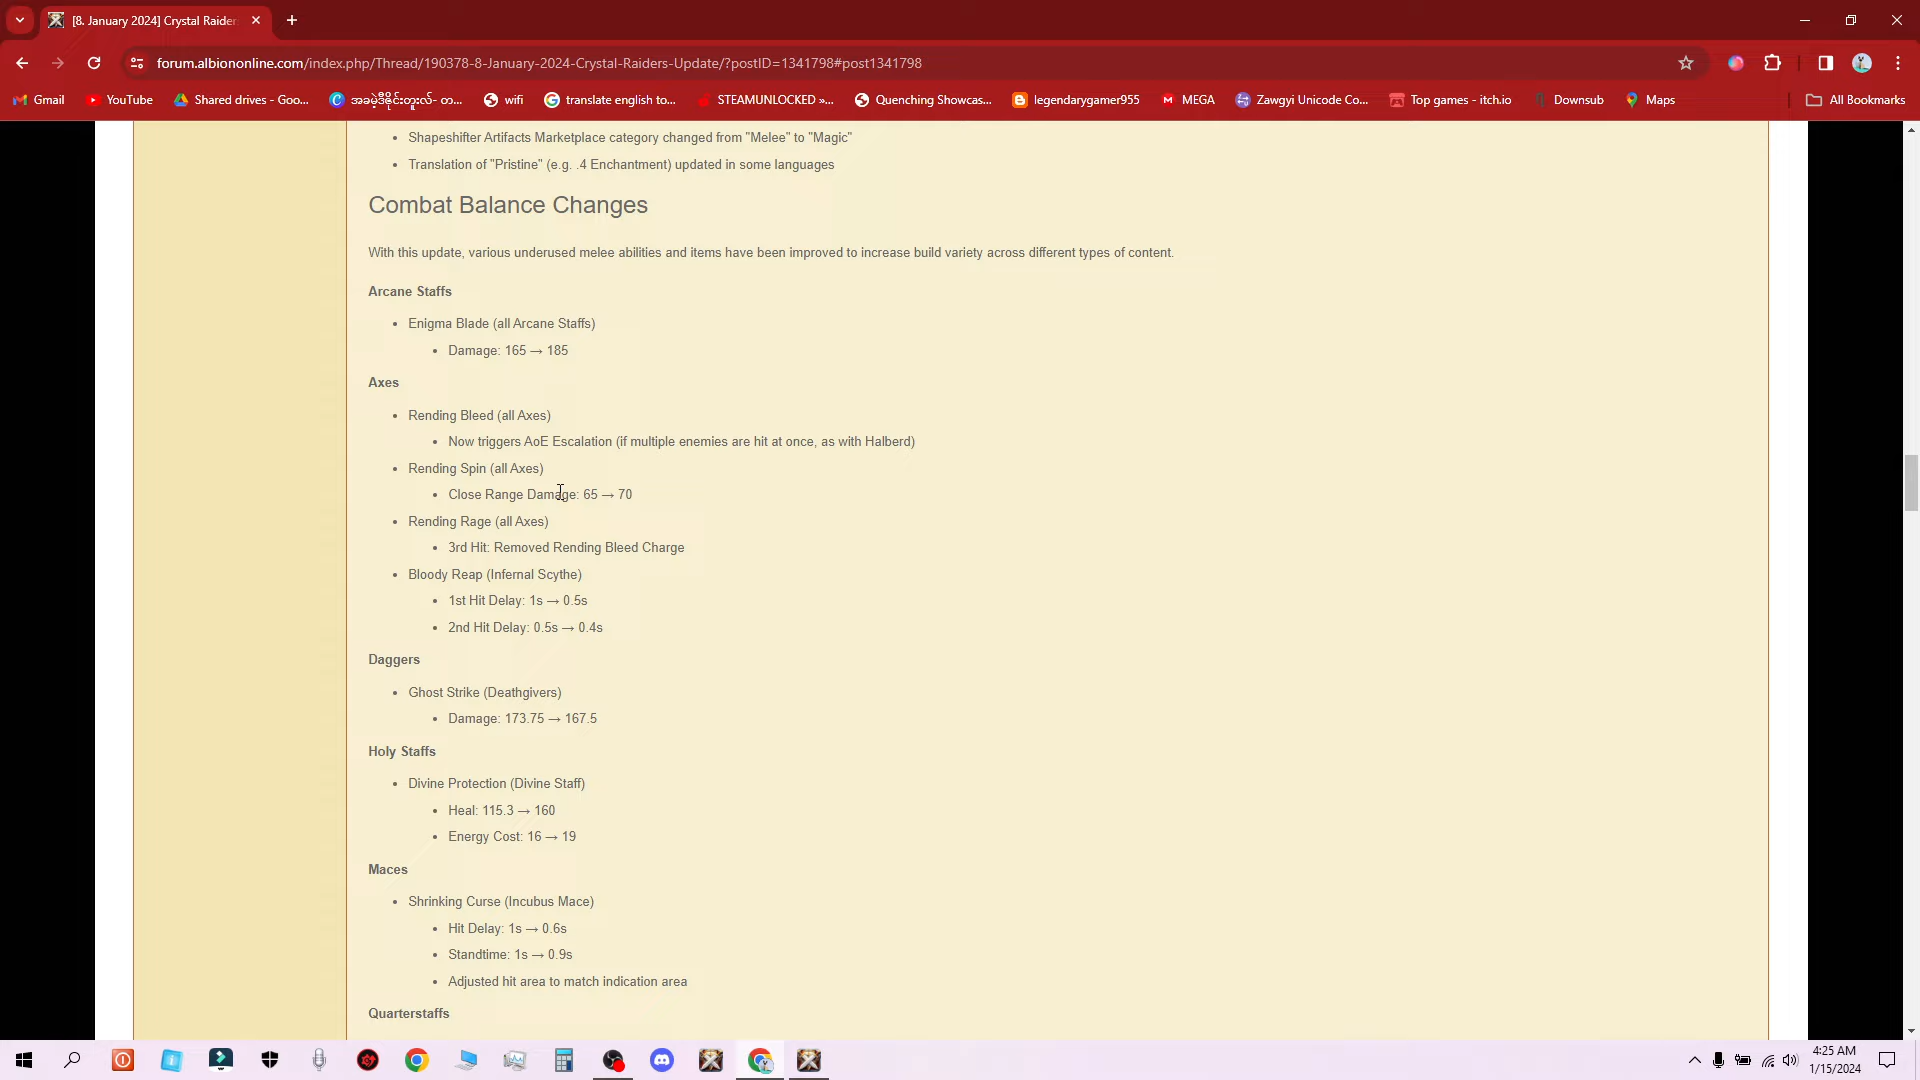 [8. January 2024] Crystal Raider
forum.albiononline.com/index.php/Thread/190378-8-January-2024-Crystal-Raiders-Update/?postID=1341798#post1341798
Gmail YouTube Shared drives - Goo... wifi translate english to... STEAMUNLOCKED »... Quenching Showcas... legendarygamer955 MEGA Zawgyi Unicode Co... Top games - itch.io Downsub Maps All Bookmarks
• Shapeshifter Artifacts Marketplace category changed from "Melee" to "Magic"
• Translation of "Pristine" (e.g. .4 Enchantment) updated in some languages
Combat Balance Changes
With this update, various underused melee abilities and items have been improved to increase build variety across different types of content.
Arcane Staffs
• Enigma Blade (all Arcane Staffs)
• Damage: 165 → 185
Axes
• Rending Bleed (all Axes)
• Now triggers AoE Escalation (if multiple enemies are hit at once, as with Halberd)
• Rending Spin (all Axes)
• Close Range Damage: 65 → 70
• Rending Rage (all Axes)
• 3rd Hit: Removed Rending Bleed Charge
• Bloody Reap (Infernal Scythe)
• 1st Hit Delay: 1s → 0.5s
• 2nd Hit Delay: 0.5s → 0.4s
Daggers
• Ghost Strike (Deathgivers)
• Damage: 173.75 → 167.5
Holy Staffs
• Divine Protection (Divine Staff)
• Heal: 115.3 → 160
• Energy Cost: 16 → 19
Maces
• Shrinking Curse (Incubus Mace)
• Hit Delay: 1s → 0.6s
• Standtime: 1s → 0.9s
• Adjusted hit area to match indication area
Quarterstaffs
4:25 AM
1/15/2024